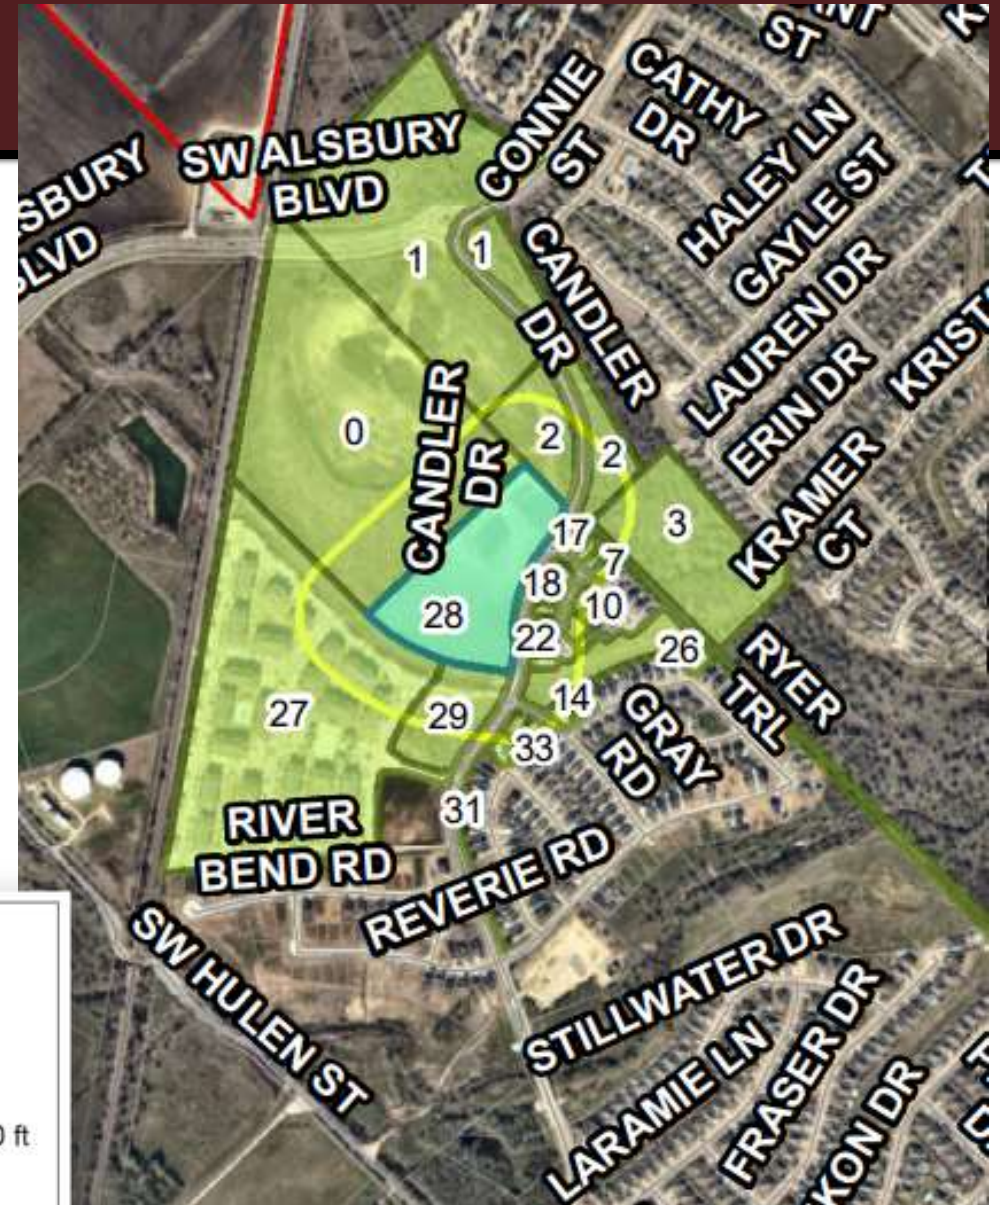 ST
CATHY
DR
CONNIE
ST
HALEY LN
GAYLE ST
SW ALSBURY
BLVD
SBURY
LVD
1
1
CANDLER
DR
LAUREN DR
ERIN DR
KRAMER
CT
CANDLER
DR
0
2
2
3
17
7
18
10
28
22
26
RYER
TRL
14
27
29
33
GRAY
RD
31
RIVER
BEND RD
REVERIE RD
SW HULEN ST
STILLWATER DR
LARAMIE LN
FRASER DR
KON DR
0 ft